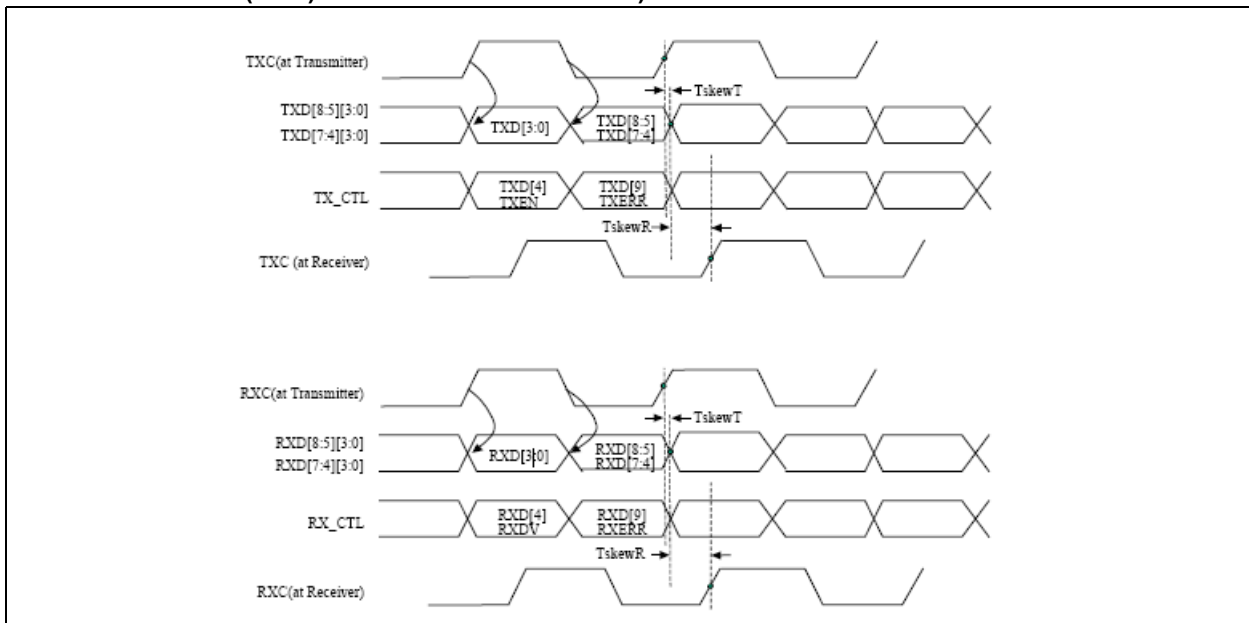 TXC(at Transmitter)
TskewT
TXD[8:5][3:0]
TXD[7:4][3:0]
TXD[3:0]
TXD[8:5]
TXD[7:4]
TX_CTL
TXD[4]
TXEN
TXD[9]
TXERR
TskewR
TXC (at Receiver)
RXC(at Transmitter)
TskewT
RXD[8:5][3:0]
RXD[7:4][3:0]
RXD[3:0]
RXD[8:5]
RXD[7:4]
RX_CTL
RXD[4]
RXDV
RXD[9]
RXERR
TskewR
RXC(at Receiver)